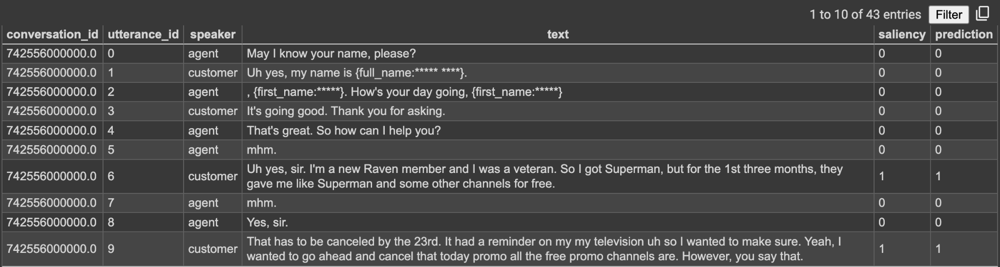 1 to 10 of 43 entries Filter
conversation_id utterance_id speaker text saliency prediction
742556000000.0 0 agent May I know your name, please? 0 0
742556000000.0 1 customer Uh yes, my name is {full_name:***** ****}. 0 0
742556000000.0 2 agent , {first_name:*****}. How's your day going, {first_name:*****} 0 0
742556000000.0 3 customer It's going good. Thank you for asking. 0 0
742556000000.0 4 agent That's great. So how can I help you? 0 0
742556000000.0 5 agent mhm. 0 0
742556000000.0 6 customer Uh yes, sir. I'm a new Raven member and I was a veteran. So I got Superman, but for the 1st three months, they
gave me like Superman and some other channels for free. 1 1
742556000000.0 7 agent mhm. 0 0
742556000000.0 8 agent Yes, sir. 0 0
742556000000.0 9 customer That has to be canceled by the 23rd. It had a reminder on my my television uh so I wanted to make sure. Yeah, I
wanted to go ahead and cancel that today promo all the free promo channels are. However, you say that. 1 1